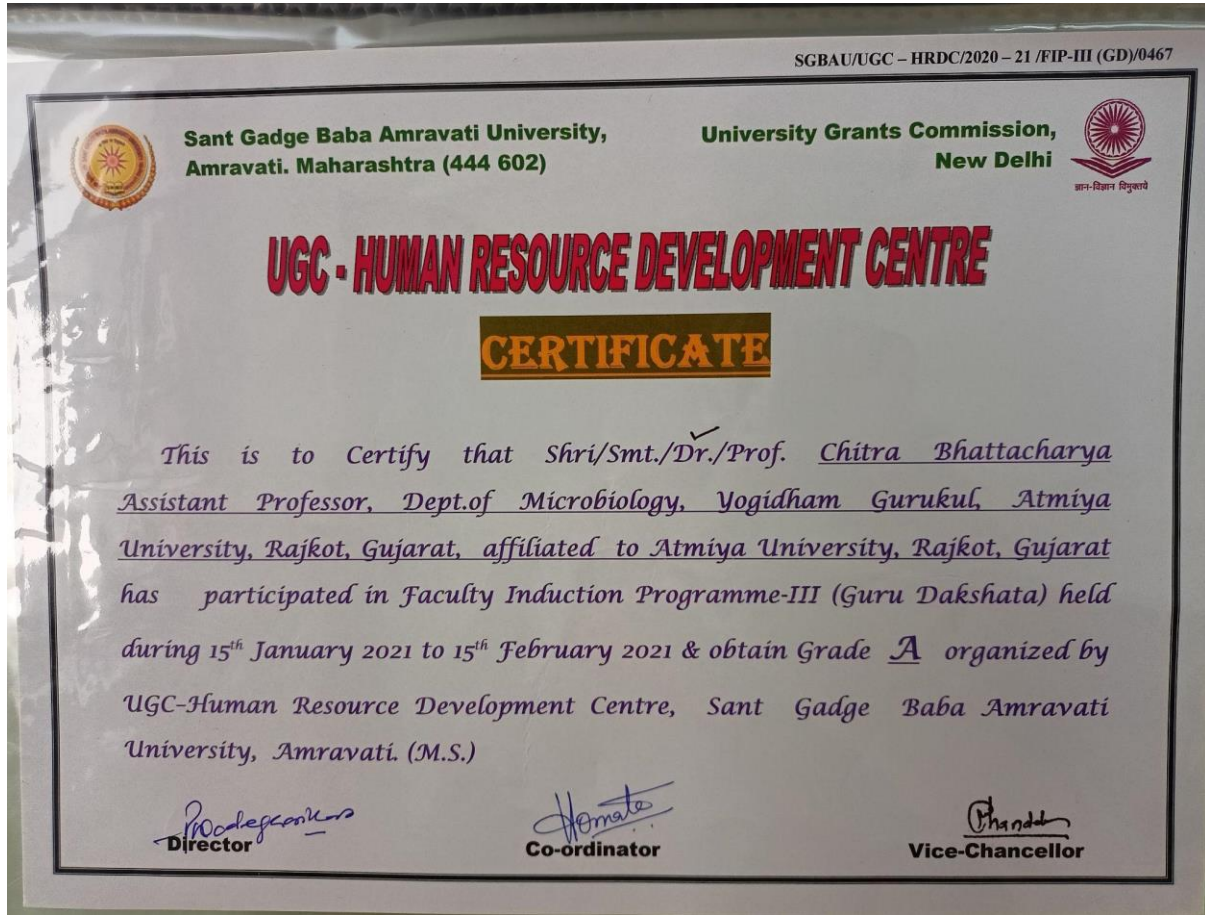 SGBAU/UGC – HRDC/2020 – 21 /FIP-III (GD)/0467
Sant Gadge Baba Amravati University,
Amravati. Maharashtra (444 602)
University Grants Commission,
New Delhi
ज्ञान-विज्ञान विमुक्तये
UGC - HUMAN RESOURCE DEVELOPMENT CENTRE
CERTIFICATE
This is to Certify that Shri/Smt./Dr./Prof. Chitra Bhattacharya
Assistant Professor, Dept.of Microbiology, Yogidham Gurukul, Atmiya
University, Rajkot, Gujarat, affiliated to Atmiya University, Rajkot, Gujarat
has participated in Faculty Induction Programme-III (Guru Dakshata) held
during 15th January 2021 to 15th February 2021 & obtain Grade A organized by
UGC-Human Resource Development Centre, Sant Gadge Baba Amravati
University, Amravati. (M.S.)
Director
Co-ordinator
Vice-Chancellor